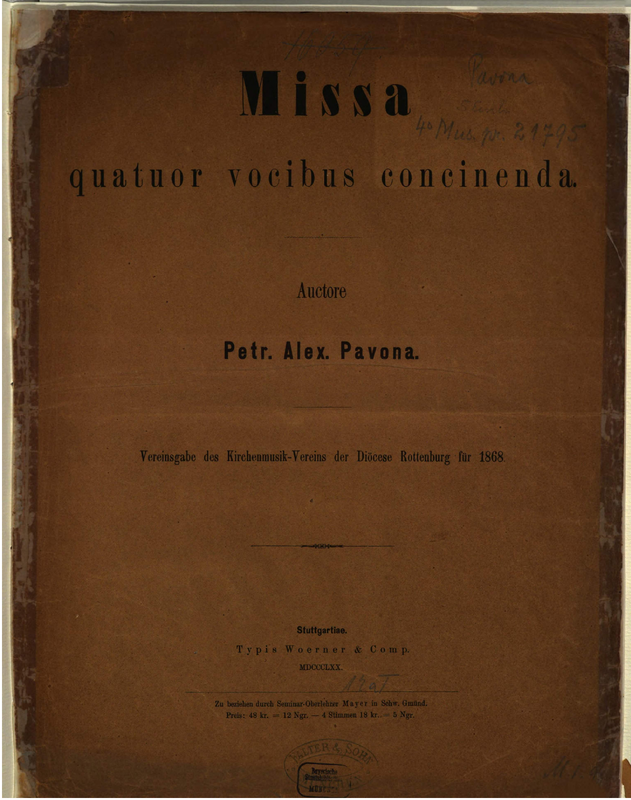 Missa
Pavona
4° Mus. pr. 21795
quatuor vocibus concinenda.
Auctore
Petr. Alex. Pavona.
Vereinsgabe des Kirchenmusik-Vereins der Diöcese Rottenburg für 1868
Stuttgartiae.
Typis Woerner & Comp.
MDCCCLXX.
Zu beziehen durch Seminar-Oberlehrer Mayer in Schw. Gmünd.
Preis: 48 kr. = 12 Ngr. — 4 Stimmen 18 kr. = 5 Ngr.